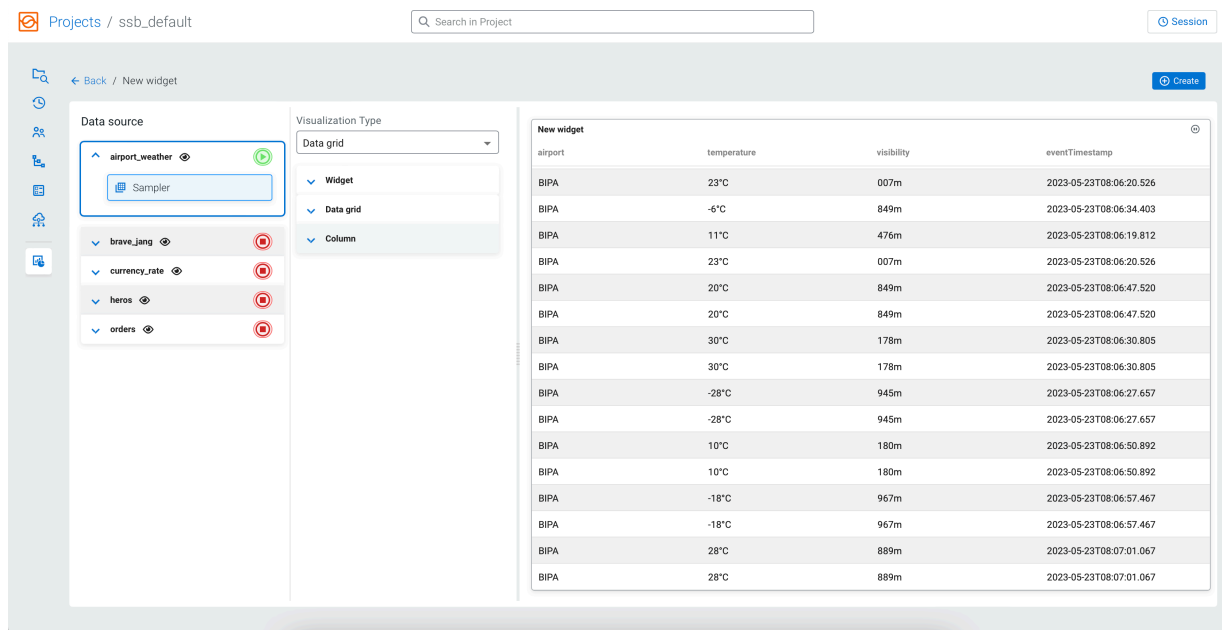 Projects / ssb_default
Search in Project
Session
Back / New widget
Create
Data source
airport_weather
Sampler
brave_jang
currency_rate
heros
orders
Visualization Type
Data grid
Widget
Data grid
Column
New widget
airport temperature visibility eventTimestamp
BIPA 23°C 007m 2023-05-23T08:06:20.526
BIPA -6°C 849m 2023-05-23T08:06:34.403
BIPA 11°C 476m 2023-05-23T08:06:19.812
BIPA 23°C 007m 2023-05-23T08:06:20.526
BIPA 20°C 849m 2023-05-23T08:06:47.520
BIPA 20°C 849m 2023-05-23T08:06:47.520
BIPA 30°C 178m 2023-05-23T08:06:30.805
BIPA 30°C 178m 2023-05-23T08:06:30.805
BIPA -28°C 945m 2023-05-23T08:06:27.657
BIPA -28°C 945m 2023-05-23T08:06:27.657
BIPA 10°C 180m 2023-05-23T08:06:50.892
BIPA 10°C 180m 2023-05-23T08:06:50.892
BIPA -18°C 967m 2023-05-23T08:06:57.467
BIPA -18°C 967m 2023-05-23T08:06:57.467
BIPA 28°C 889m 2023-05-23T08:07:01.067
BIPA 28°C 889m 2023-05-23T08:07:01.067